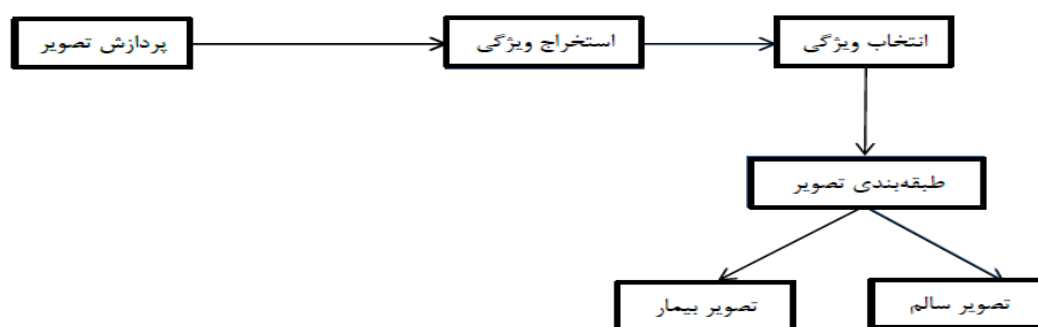 پردازش تصویر
استخراج ویژگی
انتخاب ویژگی
طبقه‌بندی تصویر
تصویر بیمار
تصویر سالم